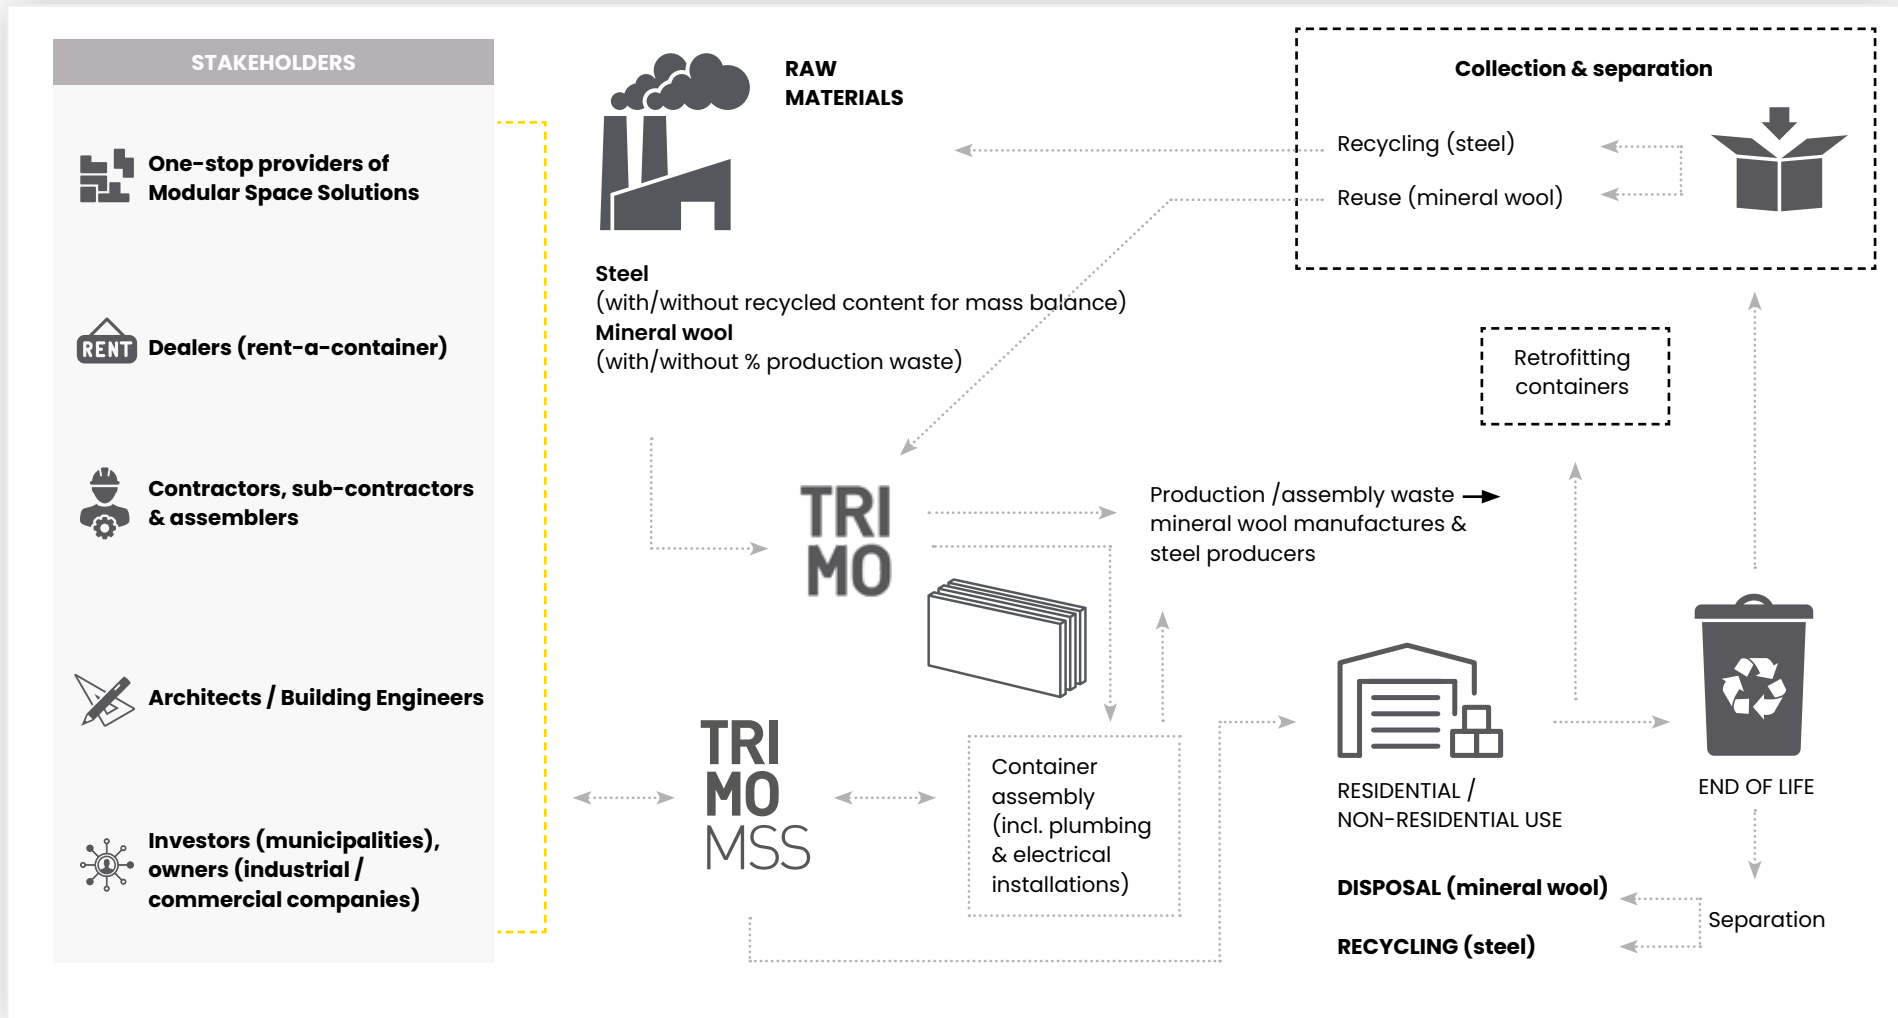 STAKEHOLDERS
One-stop providers of
Modular Space Solutions
RENT
Dealers (rent-a-container)
Contractors, sub-contractors
& assemblers
Architects / Building Engineers
Investors (municipalities),
owners (industrial /
commercial companies)
RAW
MATERIALS
Steel
(with/without recycled content for mass balance)
Mineral wool
(with/without % production waste)
Collection & separation
Recycling (steel)
Reuse (mineral wool)
Retrofitting
containers
TRI
MO
Production /assembly waste
mineral wool manufactures &
steel producers
TRI
MO
MSS
Container
assembly
(incl. plumbing
& electrical
installations)
RESIDENTIAL /
NON-RESIDENTIAL USE
END OF LIFE
DISPOSAL (mineral wool)
RECYCLING (steel)
Separation